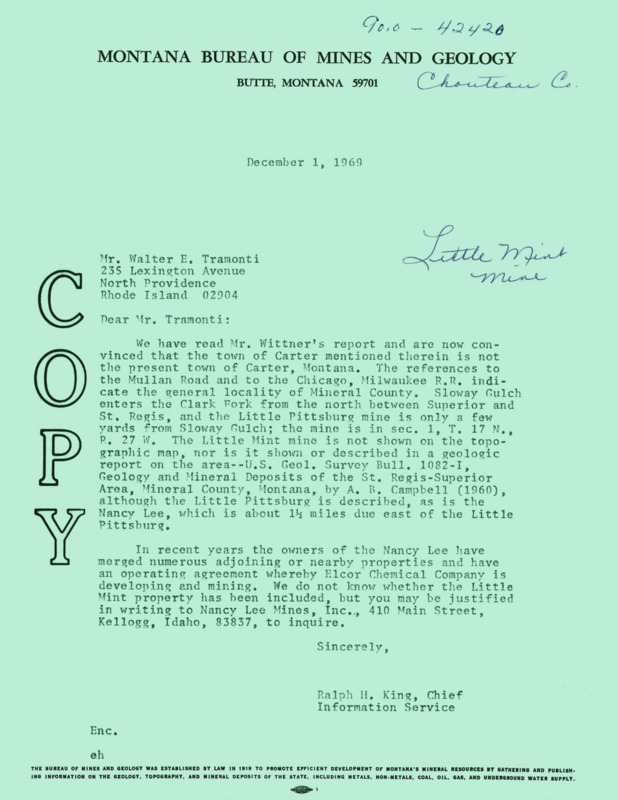 90.0 - 42420
MONTANA BUREAU OF MINES AND GEOLOGY
BUTTE, MONTANA 59701
Chouteau Co.
December 1, 1969
Little Mint
Mine
Mr. Walter E. Tramonti
235 Lexington Avenue
North Providence
Rhode Island 02904
Dear Mr. Tramonti:
COPY
We have read Mr. Wittner's report and are now con-
vinced that the town of Carter mentioned therein is not
the present town of Carter, Montana. The references to
the Mullan Road and to the Chicago, Milwaukee R.R. indi-
cate the general locality of Mineral County. Sloway Gulch
enters the Clark Fork from the north between Superior and
St. Regis, and the Little Pittsburg mine is only a few
yards from Sloway Gulch; the mine is in sec. 1, T. 17 N.,
R. 27 W. The Little Mint mine is not shown on the topo-
graphic map, nor is it shown or described in a geologic
report on the area--U.S. Geol. Survey Bull. 1082-I,
Geology and Mineral Deposits of the St. Regis-Superior
Area, Mineral County, Montana, by A. B. Campbell (1960),
although the Little Pittsburg is described, as is the
Nancy Lee, which is about 1½ miles due east of the Little
Pittsburg.
In recent years the owners of the Nancy Lee have
merged numerous adjoining or nearby properties and have
an operating agreement whereby Elcor Chemical Company is
developing and mining. We do not know whether the Little
Mint property has been included, but you may be justified
in writing to Nancy Lee Mines, Inc., 410 Main Street,
Kellogg, Idaho, 83837, to inquire.
Sincerely,
Ralph H. King, Chief
Information Service
Enc.
eh
THE BUREAU OF MINES AND GEOLOGY WAS ESTABLISHED BY LAW IN 1919 TO PROMOTE EFFICIENT DEVELOPMENT OF MONTANA'S MINERAL RESOURCES BY GATHERING AND PUBLISH-
ING INFORMATION ON THE GEOLOGY, TOPOGRAPHY, AND MINERAL DEPOSITS OF THE STATE, INCLUDING METALS, NON-METALS, COAL, OIL, GAS, AND UNDERGROUND WATER SUPPLY.